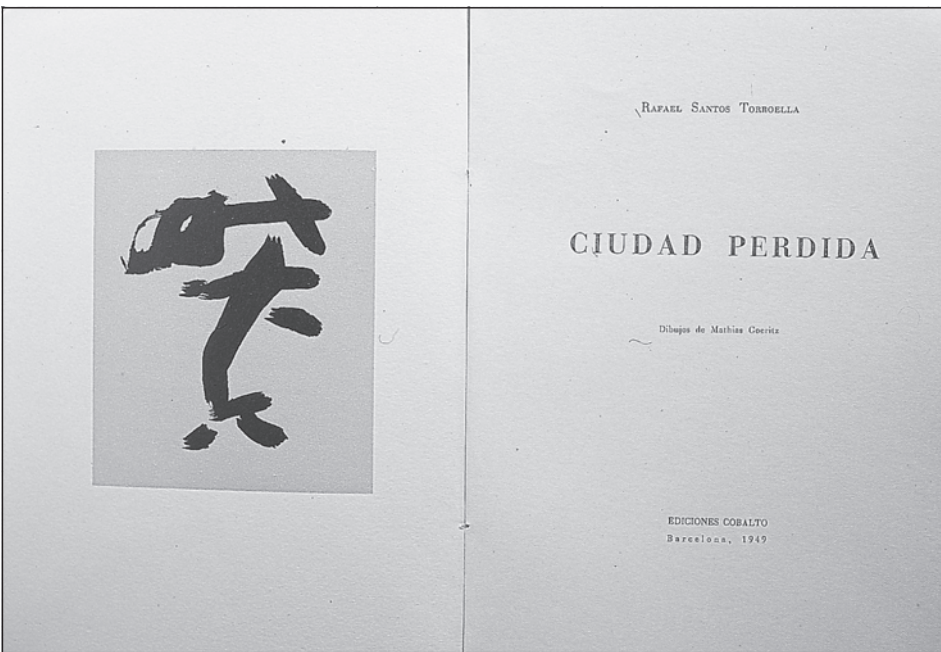 RAFAEL SANTOS TORROELLA
CIUDAD PERDIDA
Dibujos de Mathias Goeritz
EDICIONES COBALTO
Barcelona, 1949